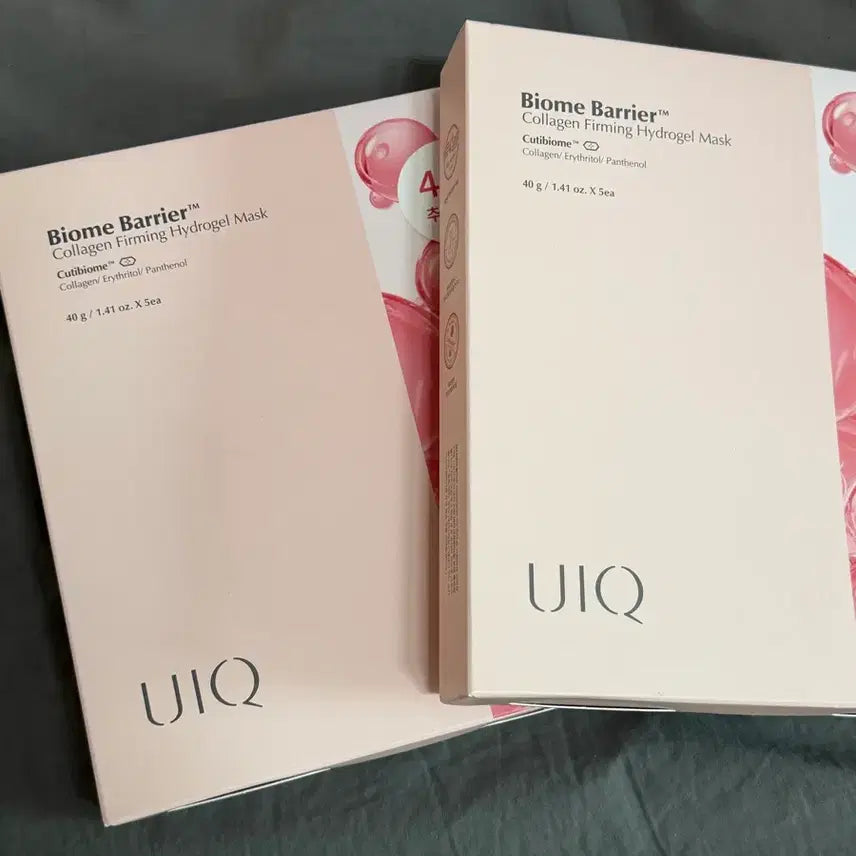 Biome Barrier™
Collagen Firming Hydrogel Mask
Cutibiome™
Collagen/ Erythritol/ Panthenol
40 g / 1.41 oz. X 5ea
4
UIQ
Biome Barrier™
Collagen Firming Hydrogel Mask
Cutibiome™
Collagen/ Erythritol/ Panthenol
40 g / 1.41 oz. X 5ea
UIQ